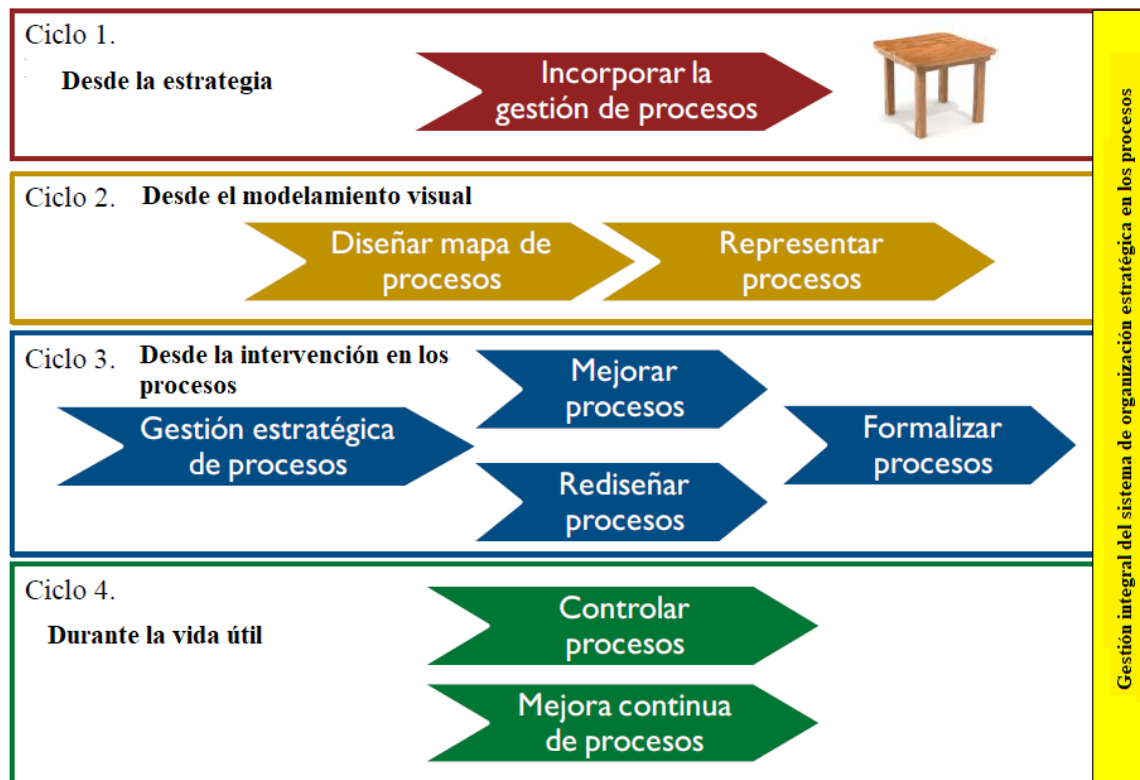 Ciclo 1.
Desde la estrategia
Incorporar la
gestión de procesos
Ciclo 2.
Desde el modelamiento visual
Diseñar mapa de
procesos
Representar
procesos
Ciclo 3.
Desde la intervención en los
procesos
Gestión estratégica
de procesos
Mejorar
procesos
Rediseñar
procesos
Formalizar
procesos
Ciclo 4.
Durante la vida útil
Controlar
procesos
Mejora continua
de procesos
Gestión integral del sistema de organización estratégica en los procesos